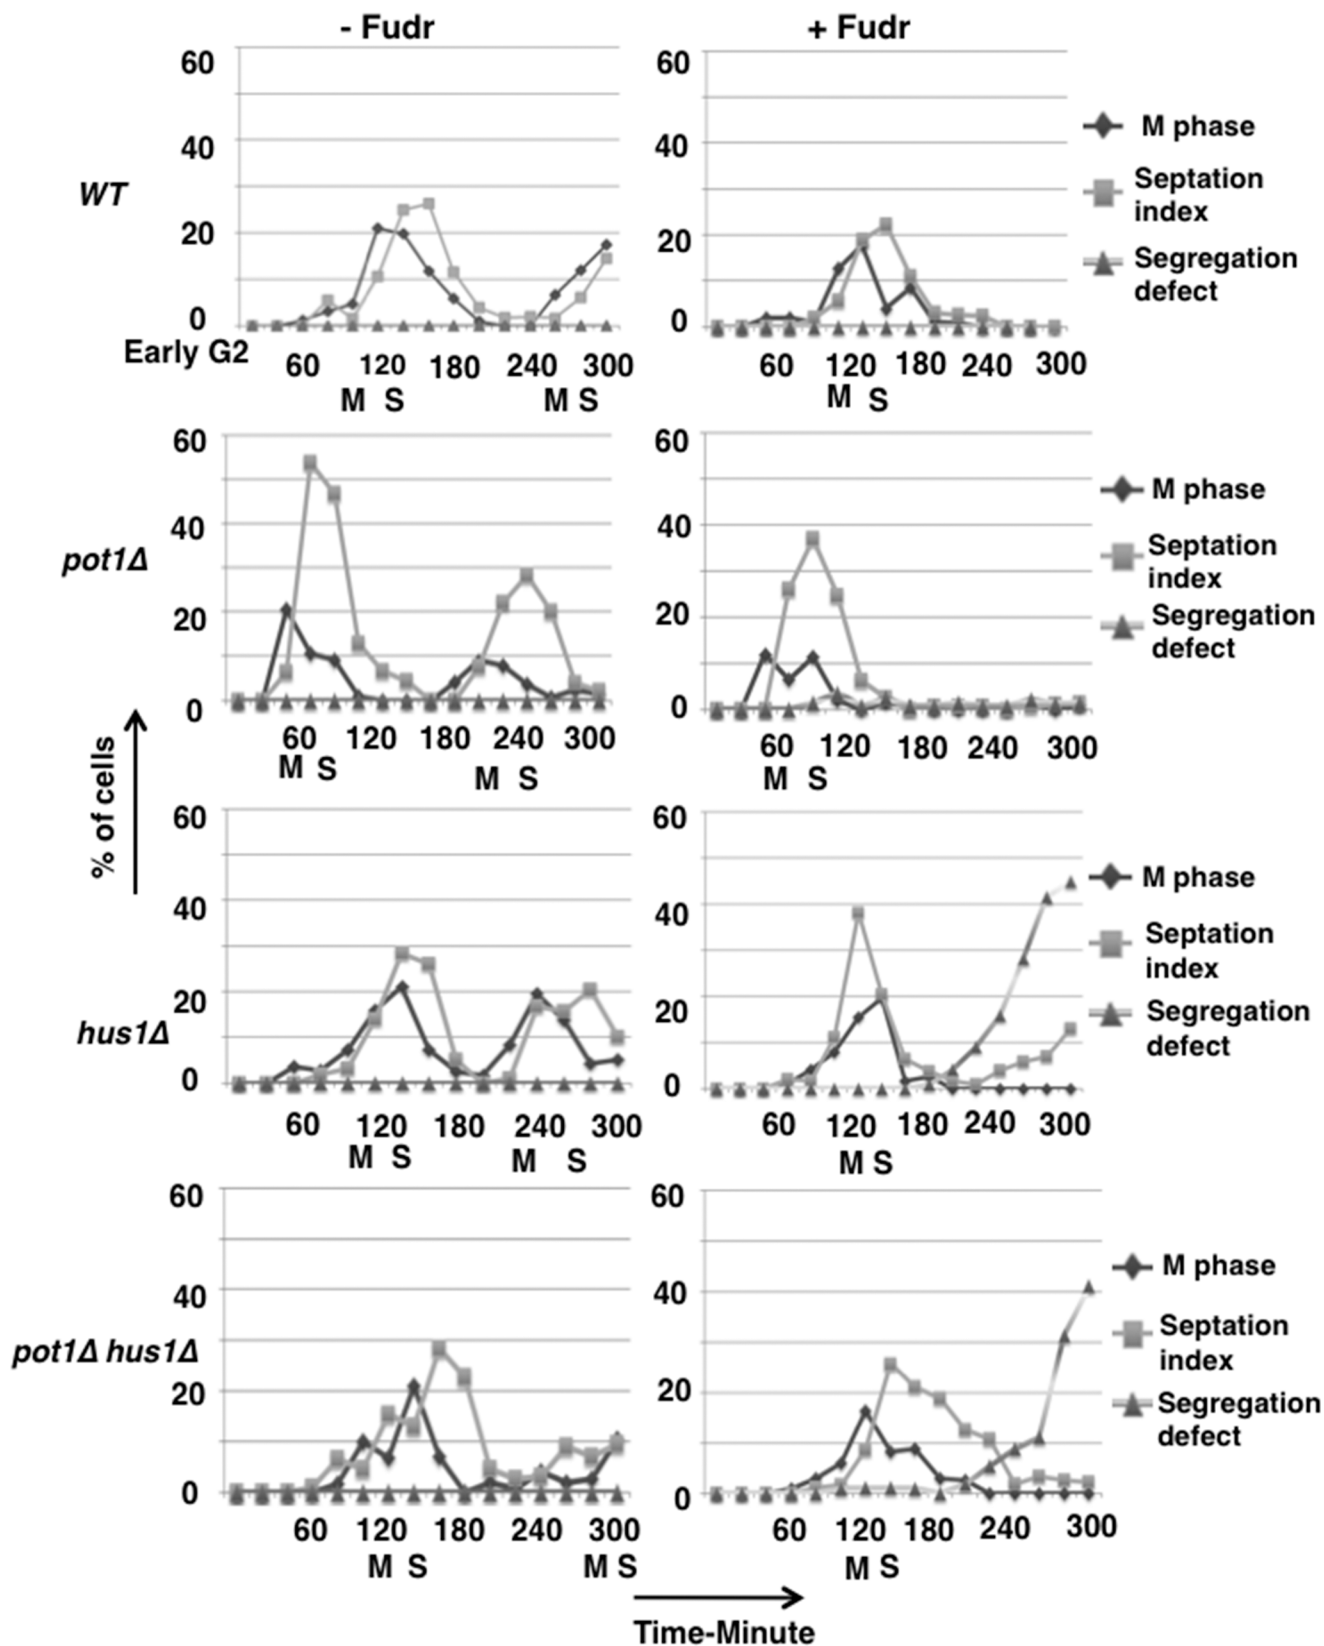 - Fudr
+ Fudr
WT
60
40
20
0
Early G2
60 120 180 240 300
M S M S
60
40
20
0
60 120 180 240 300
M S
M phase
Septation
index
Segregation
defect
pot1Δ
60
40
20
0
60 120 180 240 300
M S M S
60
40
20
0
60 120 180 240 300
M S
M phase
Septation
index
Segregation
defect
% of cells
hus1Δ
60
40
20
0
60 120 180 240 300
M S M S
60
40
20
0
60 120 180 240 300
M S
M phase
Septation
index
Segregation
defect
pot1Δ hus1Δ
60
40
20
0
60 120 180 240 300
M S M S
60
40
20
0
60 120 180 240 300
M S
M phase
Septation
index
Segregation
defect
Time-Minute